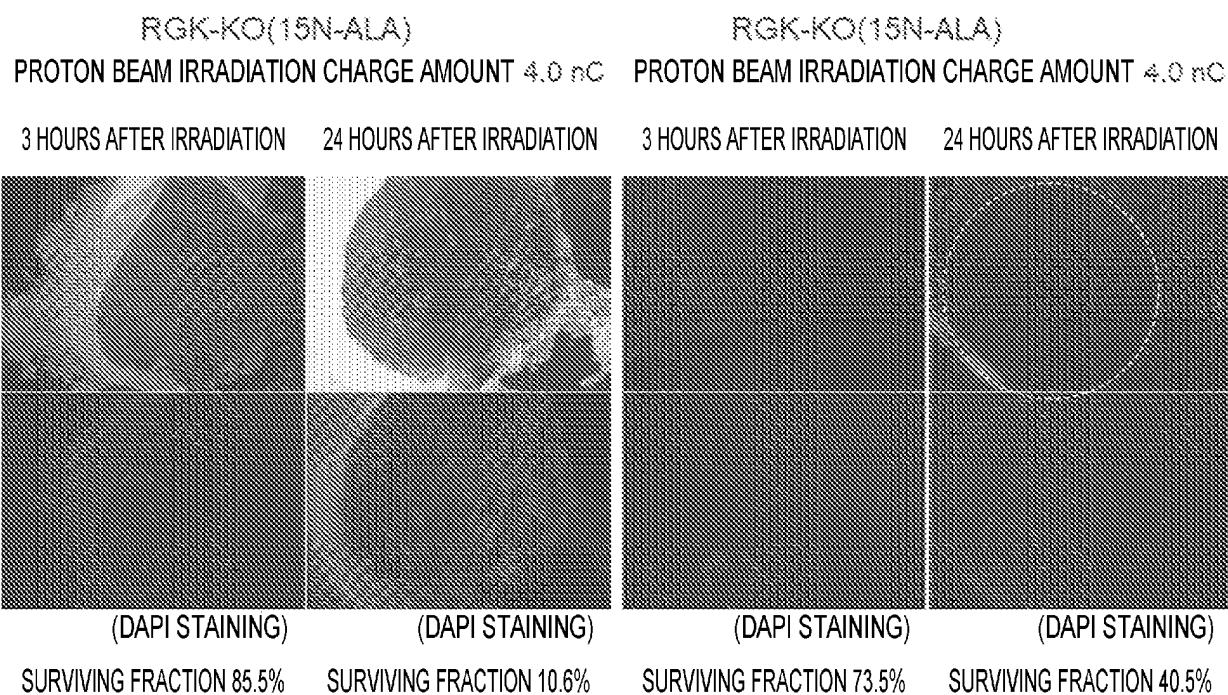 RGK-KO(15N-ALA)
PROTON BEAM IRRADIATION CHARGE AMOUNT 4.0 nC
3 HOURS AFTER IRRADIATION
24 HOURS AFTER IRRADIATION
(DAPI STAINING)
(DAPI STAINING)
SURVIVING FRACTION 85.5%
SURVIVING FRACTION 10.6%
RGK-KO(15N-ALA)
PROTON BEAM IRRADIATION CHARGE AMOUNT 4.0 nC
3 HOURS AFTER IRRADIATION
24 HOURS AFTER IRRADIATION
(DAPI STAINING)
(DAPI STAINING)
SURVIVING FRACTION 73.5%
SURVIVING FRACTION 40.5%